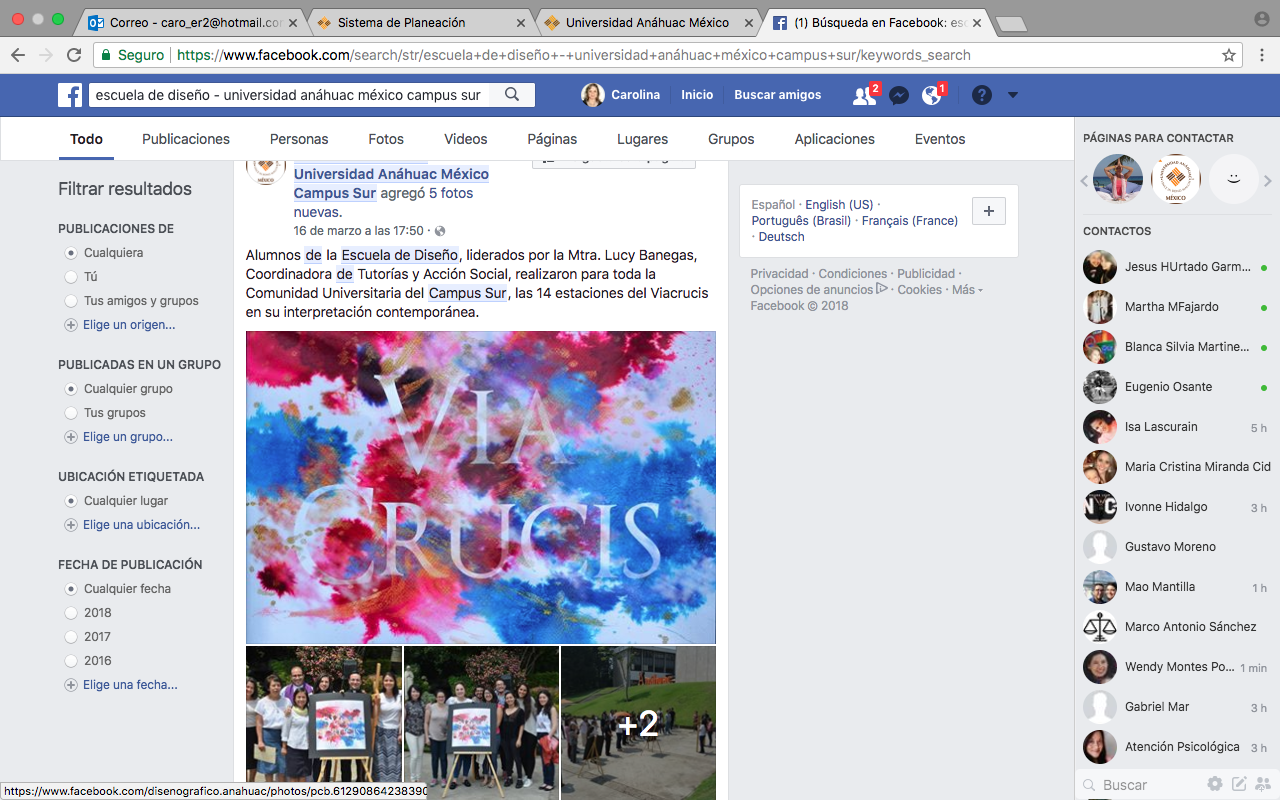 Correo - caro_er2@hotmail.co
Sistema de Planeación
Universidad Anáhuac México
(1) Búsqueda en Facebook: es
Seguro
https://www.facebook.com/search/str/escuela+de+diseño+-+universidad+anáhuac+méxico+campus+sur/keywords_search
escuela de diseño - universidad anáhuac méxico campus sur
Carolina
Inicio
Buscar amigos
2
1
Todo
Publicaciones
Personas
Fotos
Videos
Páginas
Lugares
Grupos
Aplicaciones
Eventos
Filtrar resultados
PUBLICACIONES DE
Cualquiera
Tú
Tus amigos y grupos
Elige un origen...
PUBLICADAS EN UN GRUPO
Cualquier grupo
Tus grupos
Elige un grupo...
UBICACIÓN ETIQUETADA
Cualquier lugar
Elige una ubicación...
FECHA DE PUBLICACIÓN
Cualquier fecha
2018
2017
2016
Elige una fecha...
MÉXICO
Universidad Anáhuac México
Campus Sur agregó 5 fotos
nuevas.
16 de marzo a las 17:50 ·
Alumnos de la Escuela de Diseño, liderados por la Mtra. Lucy Banegas,
Coordinadora de Tutorías y Acción Social, realizaron para toda la
Comunidad Universitaria del Campus Sur, las 14 estaciones del Viacrucis
en su interpretación contemporánea.
VIA
CRUCIS
+2
Español · English (US) ·
Português (Brasil) · Français (France)
· Deutsch
Privacidad · Condiciones · Publicidad ·
Opciones de anuncios · Cookies · Más
Facebook © 2018
PÁGINAS PARA CONTACTAR
MÉXICO
CONTACTOS
Jesus HUrtado Garm...
Martha MFajardo
Blanca Silvia Martine...
Eugenio Osante
Isa Lascurain 5 h
Maria Cristina Miranda Cid
Ivonne Hidalgo 3 h
Gustavo Moreno
Mao Mantilla 1 h
Marco Antonio Sánchez
Wendy Montes Po... 1 min
Gabriel Mar 3 h
Atención Psicológica 3 h
Buscar
https://www.facebook.com/disenografico.anahuac/photos/pcb.61290864238390